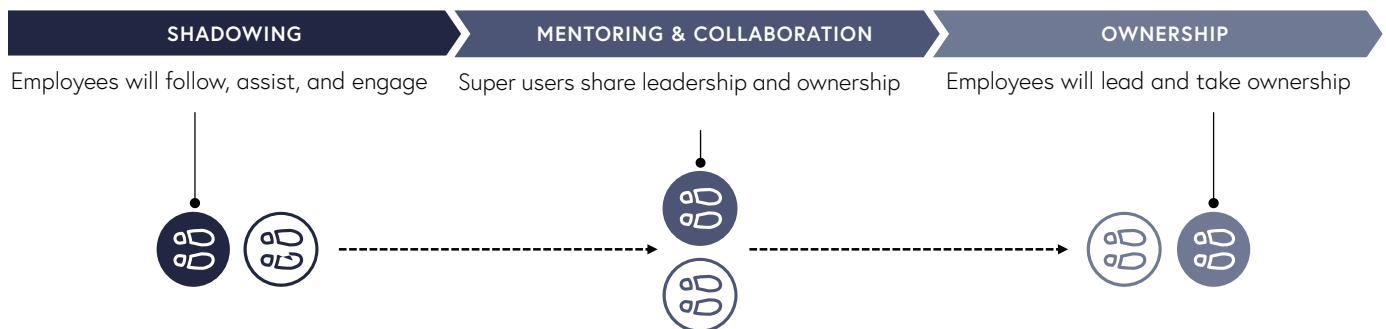 SHADOWING
Employees will follow, assist, and engage
MENTORING & COLLABORATION
Super users share leadership and ownership
OWNERSHIP
Employees will lead and take ownership